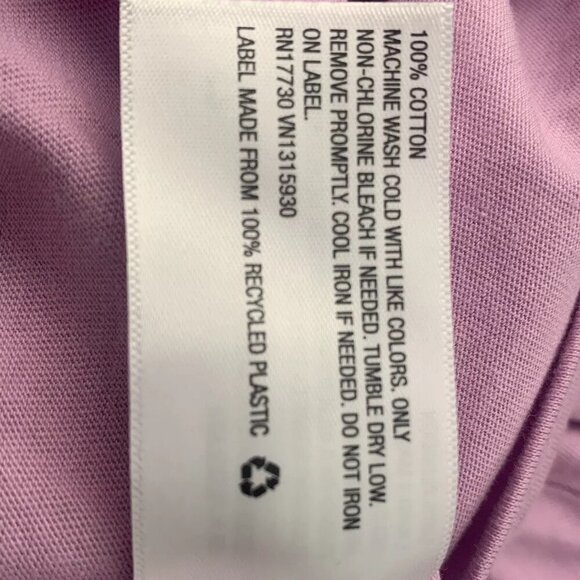 100% COTTON
MACHINE WASH COLD WITH LIKE COLORS. ONLY
NON-CHLORINE BLEACH IF NEEDED. TUMBLE DRY LOW.
REMOVE PROMPTLY. COOL IRON IF NEEDED. DO NOT IRON
ON LABEL.
RN17730 VN1315930
LABEL MADE FROM 100% RECYCLED PLASTIC